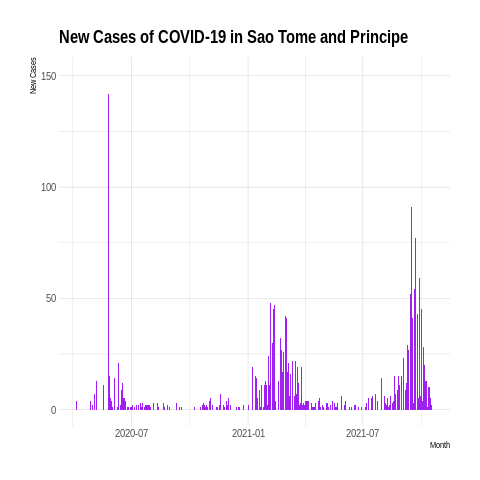 New Cases of COVID-19 in Sao Tome and Principe
New Cases
150
100
50
0
2020-07
2021-01
2021-07
Month